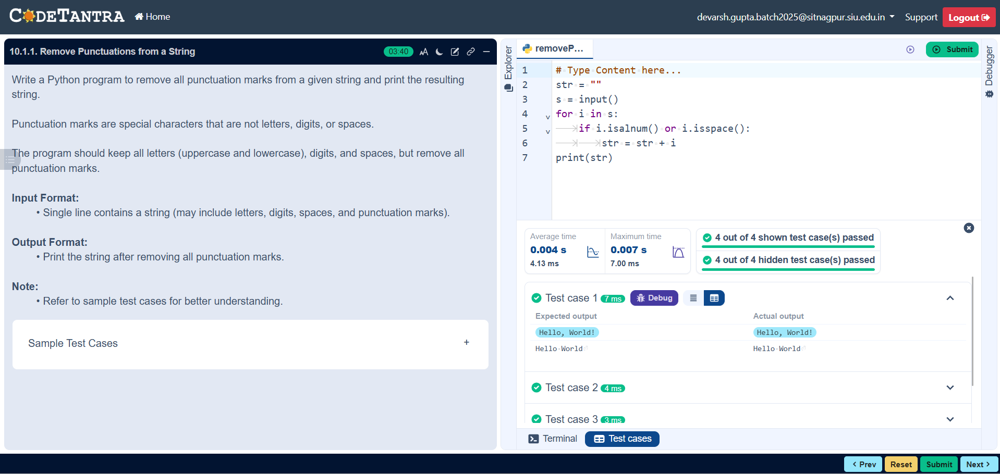 CODETANTRA Home devarsh.gupta.batch2025@sitnagpur.siu.edu.in Support Logout
10.1.1. Remove Punctuations from a String 03:40
Write a Python program to remove all punctuation marks from a given string and print the resulting
string.
Punctuation marks are special characters that are not letters, digits, or spaces.
The program should keep all letters (uppercase and lowercase), digits, and spaces, but remove all
punctuation marks.
Input Format:
• Single line contains a string (may include letters, digits, spaces, and punctuation marks).
Output Format:
• Print the string after removing all punctuation marks.
Note:
• Refer to sample test cases for better understanding.
Sample Test Cases +
Explorer
removeP... Submit
Debugger
1 # Type Content here...
2 str = ""
3 s = input()
4 for i in s:
5 if i.isalnum() or i.isspace():
6 str = str + i
7 print(str)
Average time
0.004 s
4.13 ms
Maximum time
0.007 s
7.00 ms
4 out of 4 shown test case(s) passed
4 out of 4 hidden test case(s) passed
Test case 1 7 ms Debug
Expected output Actual output
Hello, World! Hello, World!
Hello·World Hello·World
Test case 2 4 ms
Test case 3 3 ms
Terminal Test cases
< Prev Reset Submit Next >